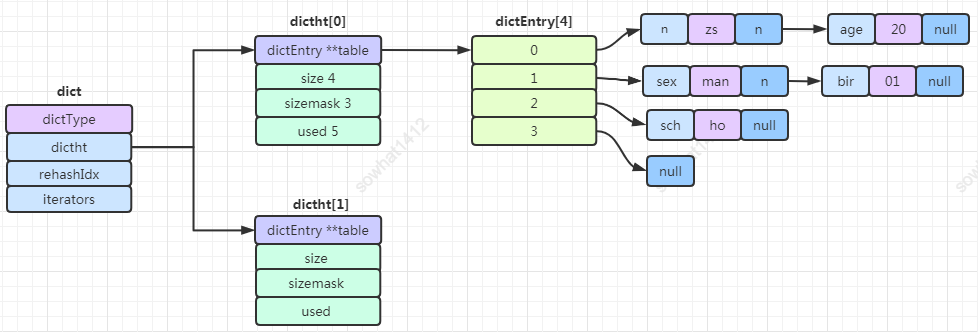 dictht[0]
dictEntry[4]
dictEntry **table
0
n zs n
age 20 null
size 4
1
sex man n
bir 01 null
dict
sizemask 3
2
sch ho null
dictType
used 5
3
dictht
null
rehashIdx
iterators
dictht[1]
dictEntry **table
size
sizemask
used
sowhat1412
sowhat1412
sowhat1412